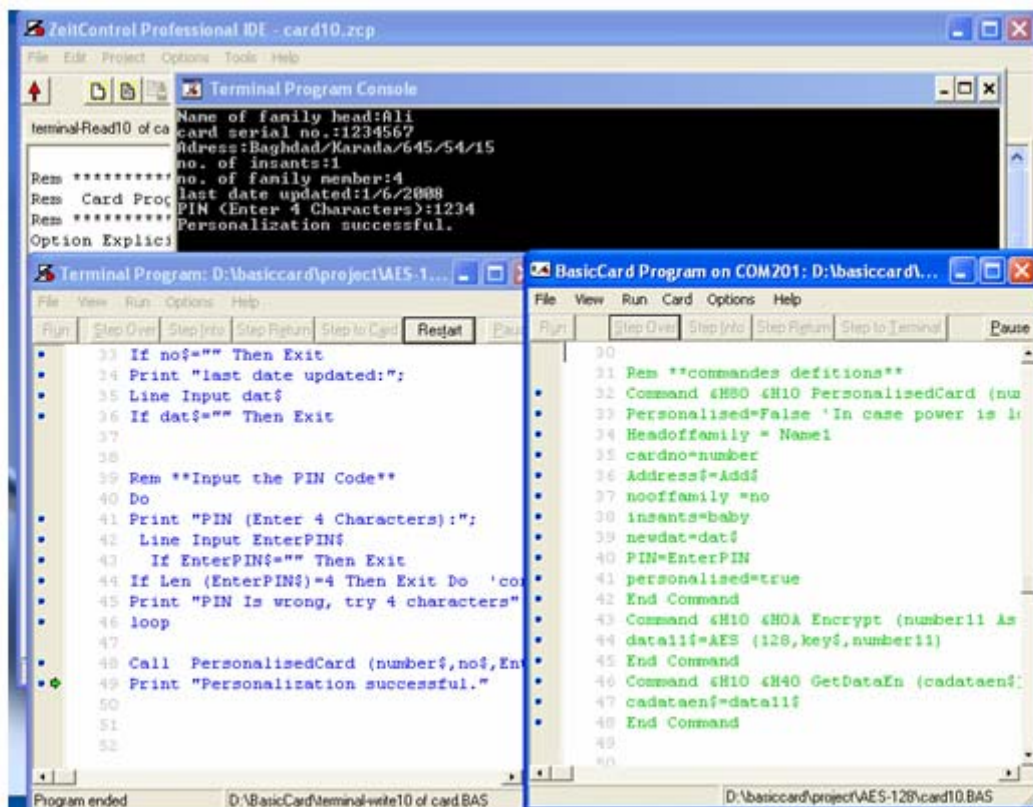 ZeitControl Professional IDE - card10.zcp
File Edit Project Options Tools Help
Terminal Program Console
terminal-Read10 of ca
Rem **********
Rem Card Prog
Rem **********
Option Explici
Name of family head:Ali
card serial no.:1234567
Adress:Baghdad/Karada/645/54/15
no. of insants:1
no. of family member:4
last date updated:1/6/2008
PIN (Enter 4 Characters):1234
Personalization successful.
Terminal Program: D:\basiccard\project\AES-1...
File View Run Options Help
Run Step Over Step Into Step Return Step to Card Restart Paus
33 If no$="" Then Exit
34 Print "last date updated:";
35 Line Input dat$
36 If dat$="" Then Exit
37
38
39 Rem **Input the PIN Code**
40 Do
41 Print "PIN (Enter 4 Characters):";
42 Line Input EnterPIN$
43 If EnterPIN$="" Then Exit
44 If Len (EnterPIN$)=4 Then Exit Do 'co
45 Print "PIN Is wrong, try 4 characters"
46 loop
47
48 Call PersonalisedCard (number$,no$,En
49 Print "Personalization successful."
50
51
52
Program ended D:\BasicCard\terminal-write10 of card.BAS
BasicCard Program on COM201: D:\basiccard\...
File View Run Card Options Help
Run Step Over Step Into Step Return Step to Terminal Pause
30
31 Rem **commandes defitions**
32 Command &H80 &H10 PersonalisedCard (num
33 Personalised=False 'In case power is lo
34 Headoffamily = Name1
35 cardno=number
36 Address$=Add$
37 nooffamily =no
38 insants=baby
39 newdat=dat$
40 PIN=EnterPIN
41 personalised=true
42 End Command
43 Command &H10 &H0A Encrypt (number11 As
44 data11$=AES (128,key$,number11)
45 End Command
46 Command &H10 &H40 GetDataEn (cadataen$)
47 cadataen$=data11$
48 End Command
49
50
D:\basiccard\project\AES-128\card10.BAS